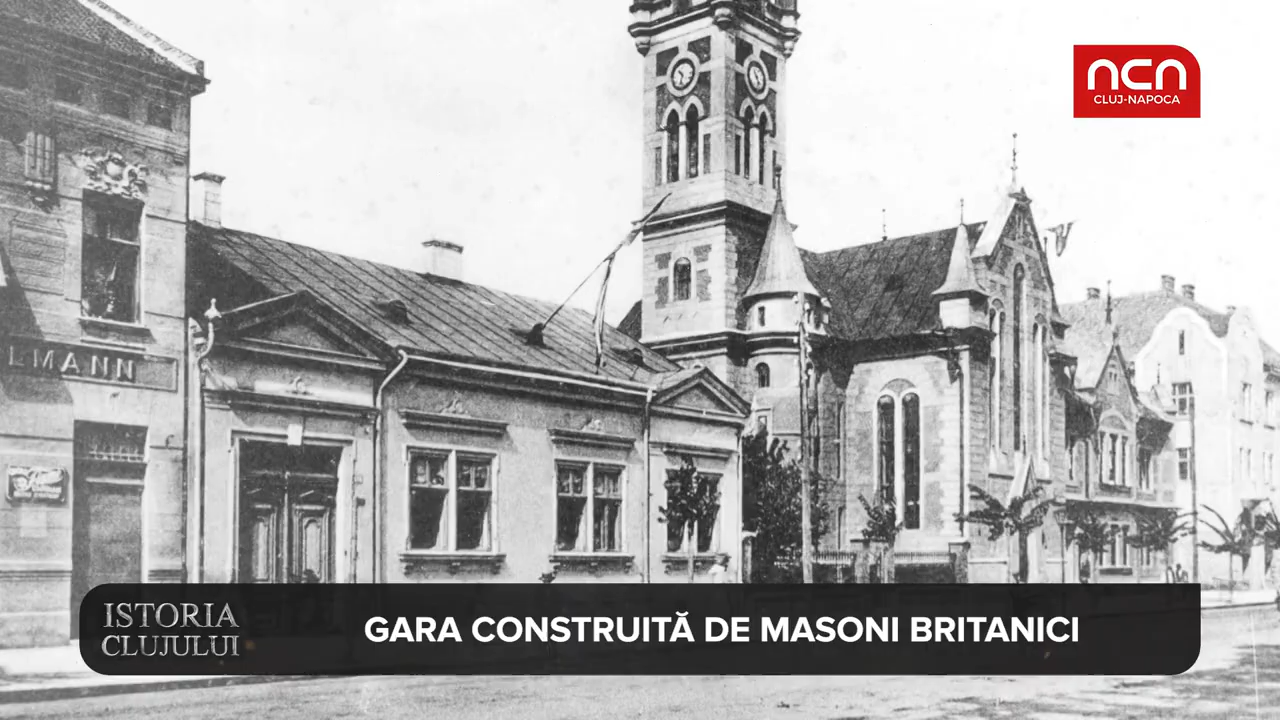 ncn
CLUJ-NAPOCA
LMANN
ISTORIA
CLUJULUI
GARA CONSTRUITĂ DE MASONI BRITANICI